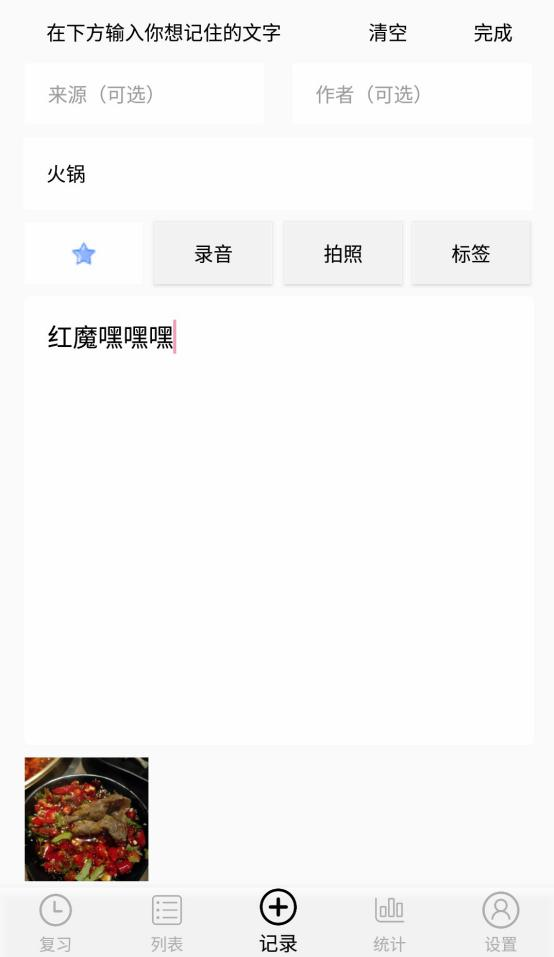 在下方输入你想记住的文字 清空 完成
来源（可选） 作者（可选）
火锅
录音 拍照 标签
红魔嘿嘿嘿
复习 列表 记录 统计 设置